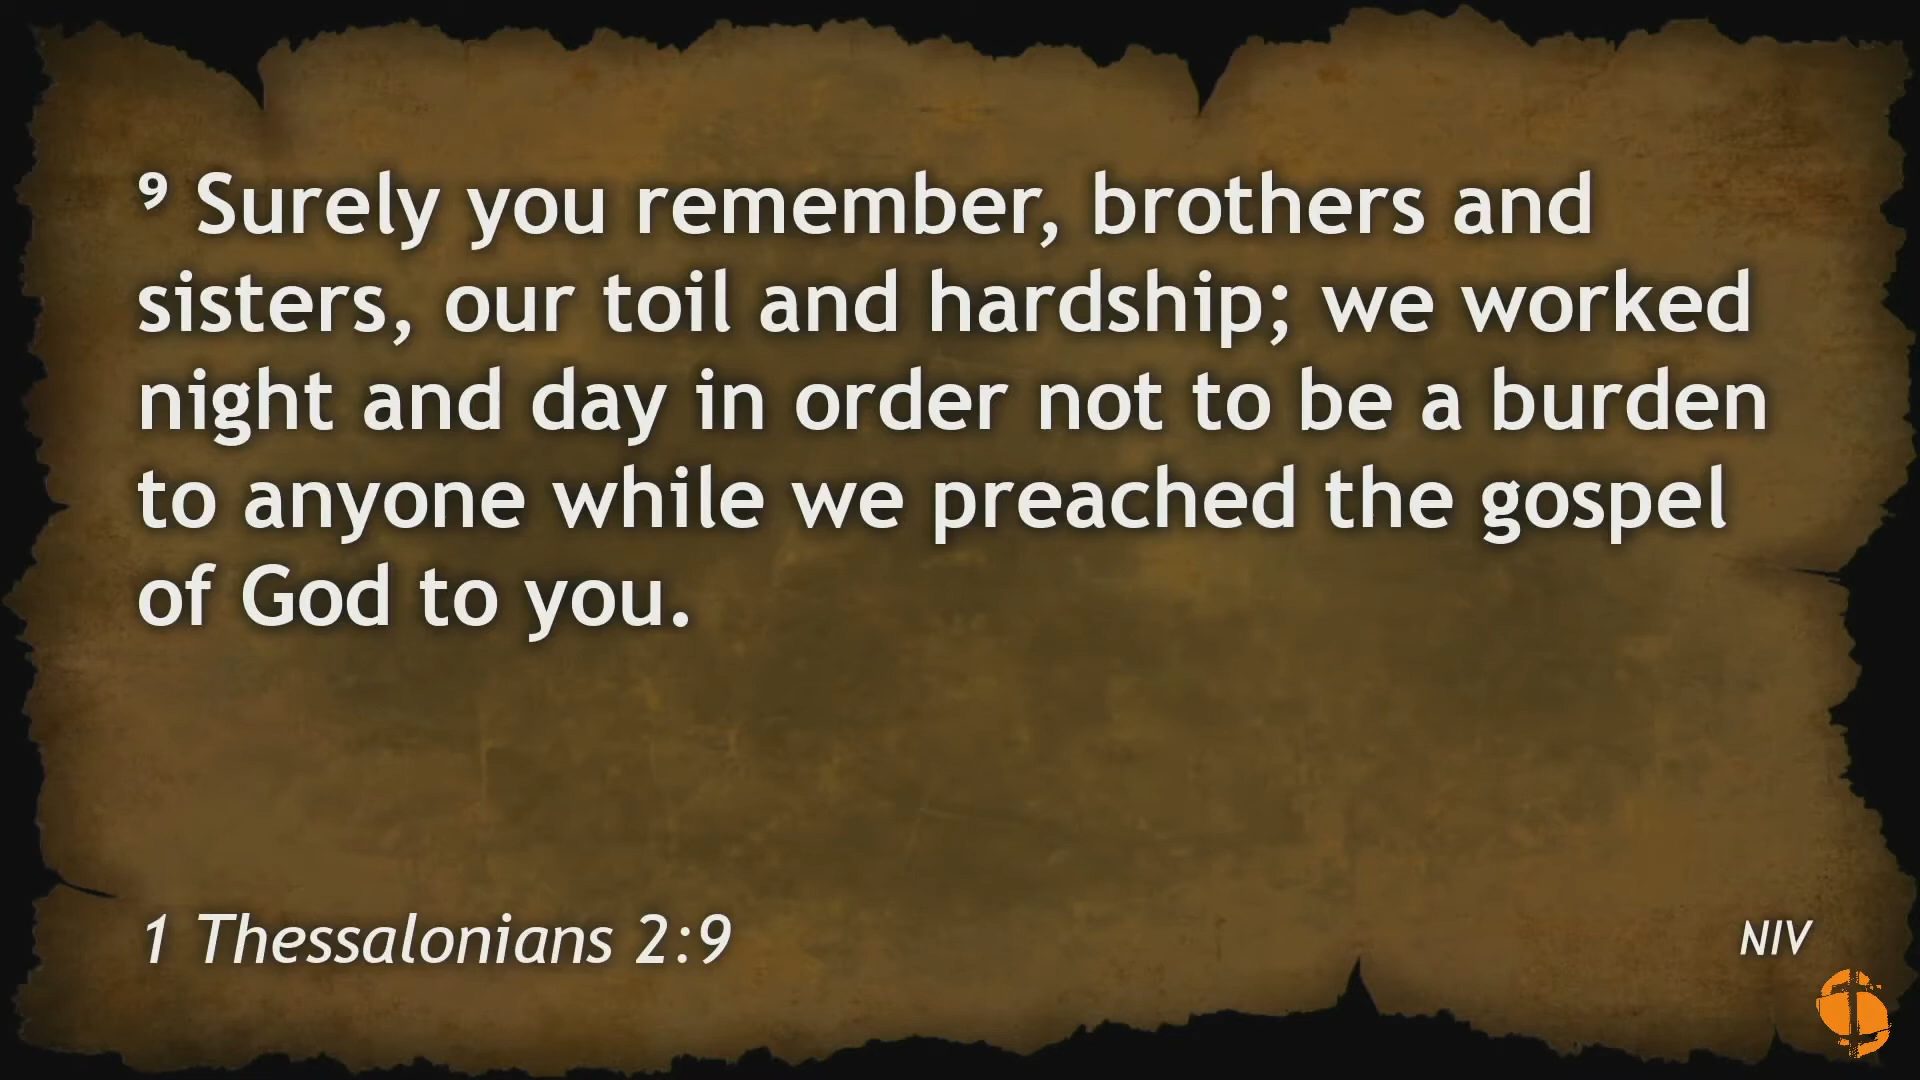 ⁹ Surely you remember, brothers and
sisters, our toil and hardship; we worked
night and day in order not to be a burden
to anyone while we preached the gospel
of God to you.
1 Thessalonians 2:9
NIV